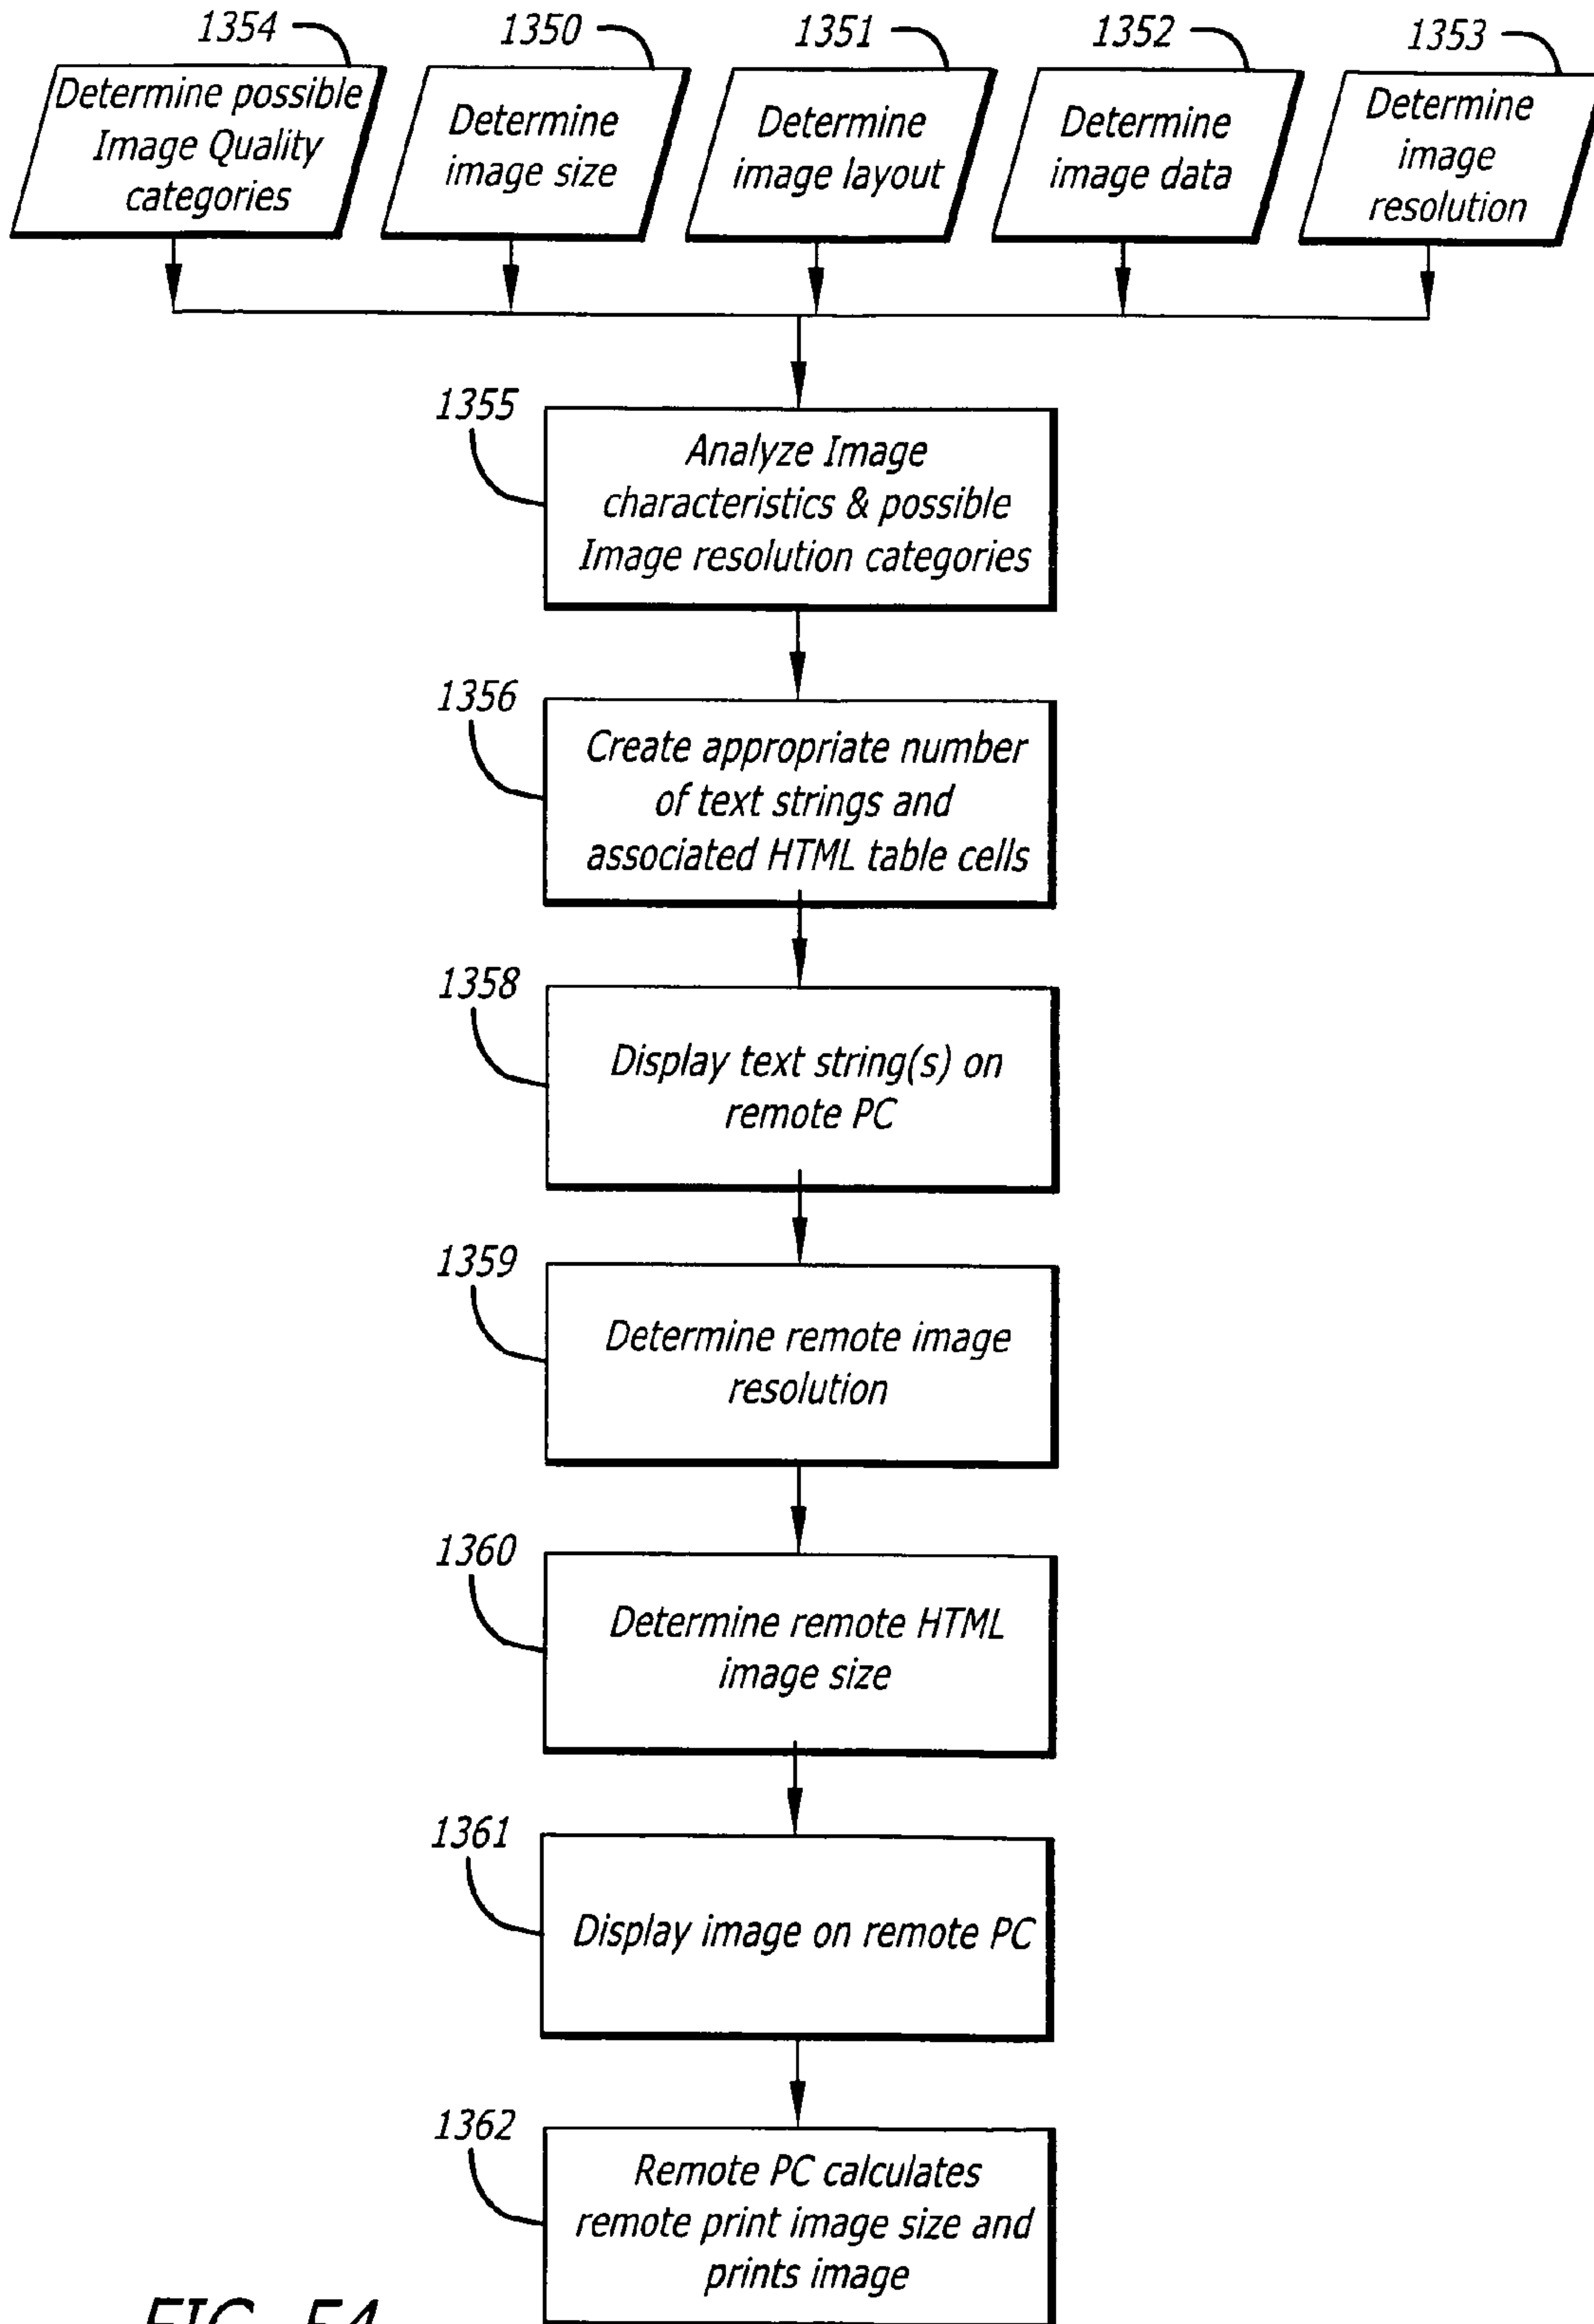 1354
Determine possible
Image Quality
categories
1350
Determine
image size
1351
Determine
image layout
1352
Determine
image data
1353
Determine
image
resolution
1355
Analyze Image
characteristics & possible
Image resolution categories
1356
Create appropriate number
of text strings and
associated HTML table cells
1358
Display text string(s) on
remote PC
1359
Determine remote image
resolution
1360
Determine remote HTML
image size
1361
Display image on remote PC
1362
Remote PC calculates
remote print image size and
prints image
FIG. 54